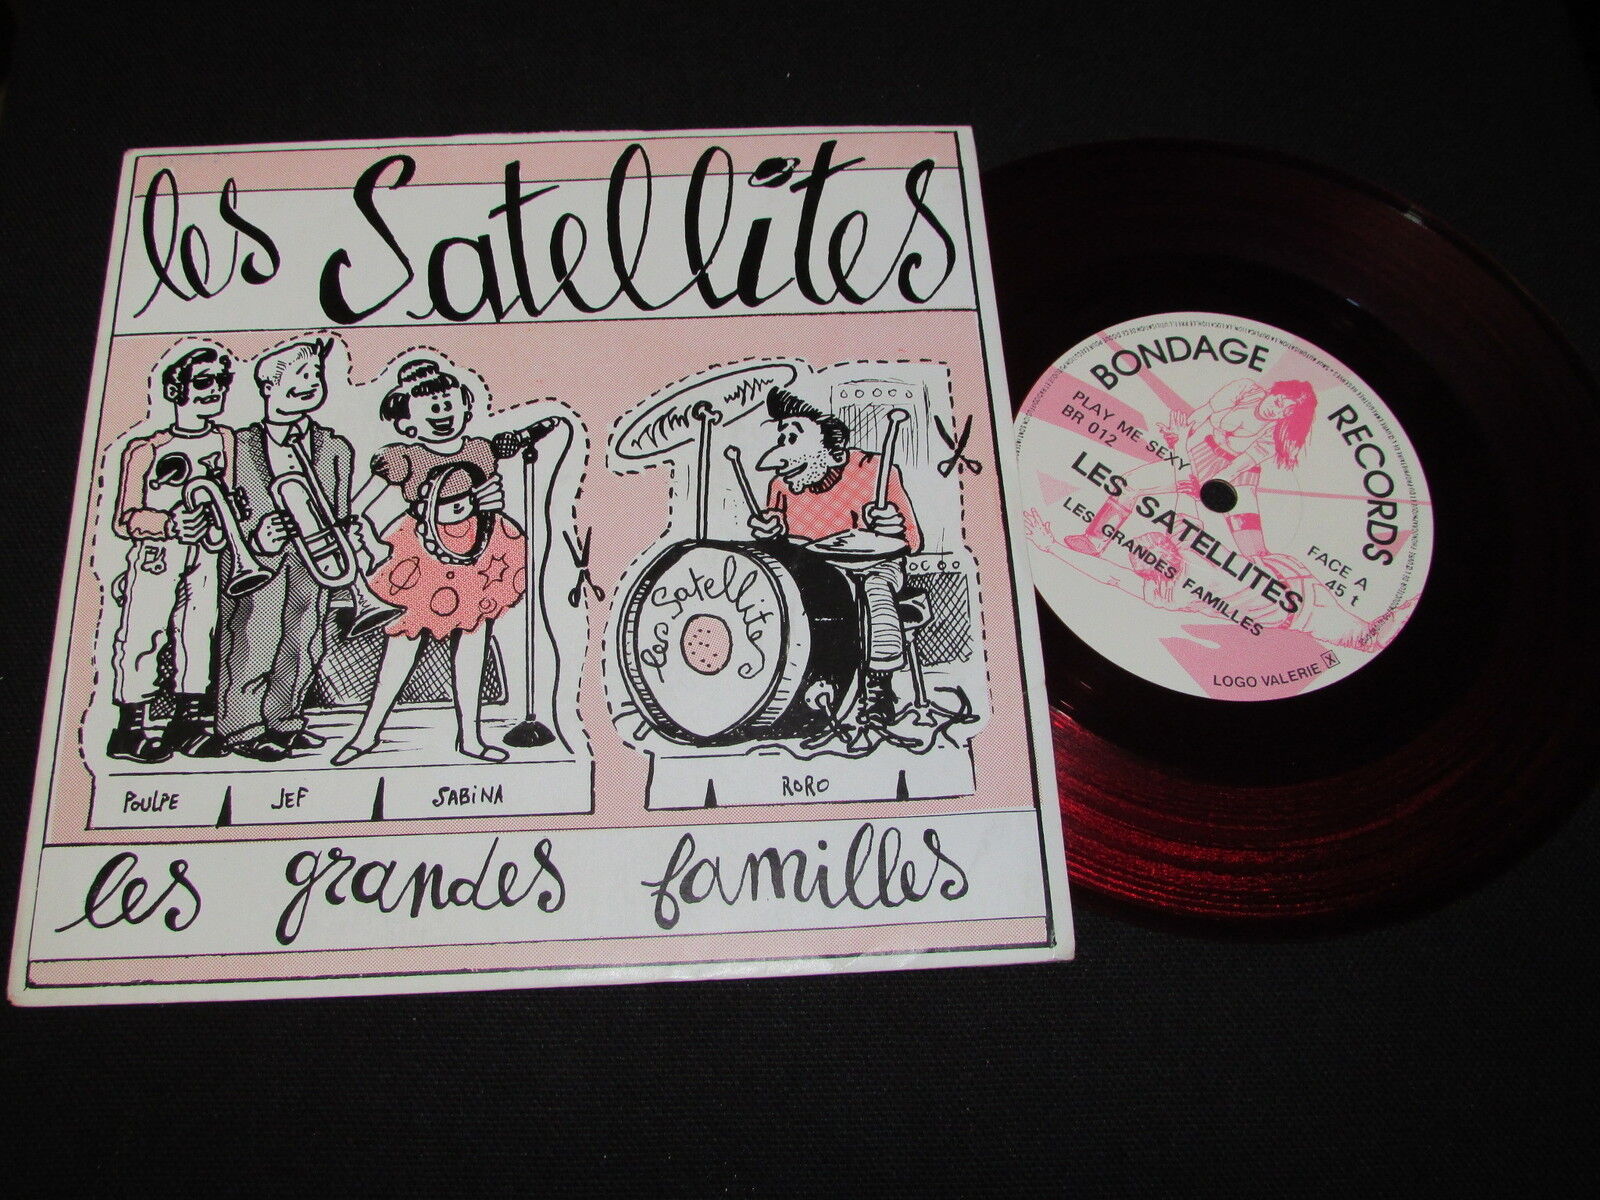 les Satellites
les Satellites
POULPE JEF SABINA RORO
les grandes familles
BONDAGE RECORDS
PLAY ME SEXY
BR 012
LES SATELLITES
LES GRANDES FAMILLES
FACE A
45 t
LOGO VALERIE X